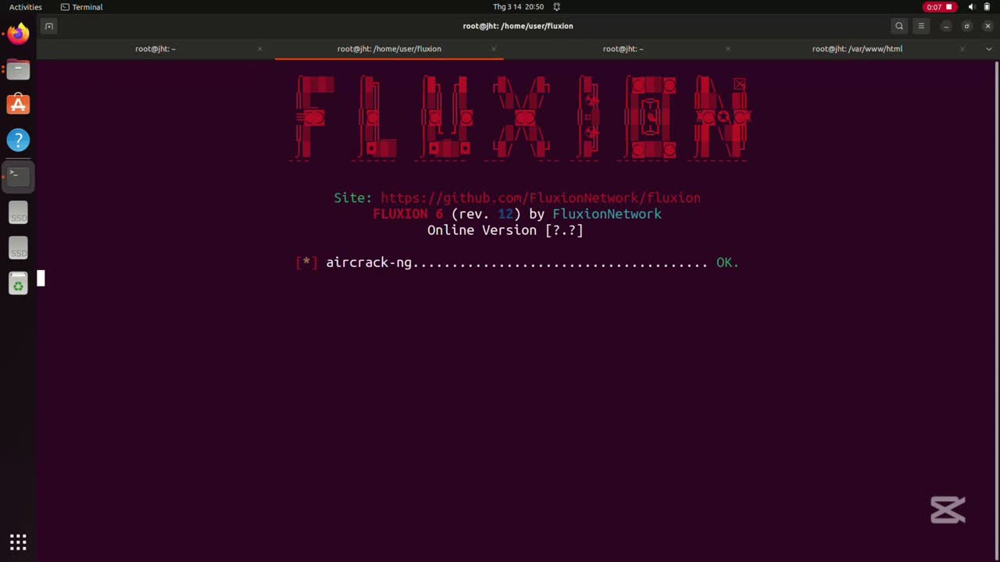 Activities
Terminal
Thg 3 14 20:50
0:07
root@jht: /home/user/fluxion
root@jht: ~
root@jht: /home/user/fluxion
root@jht: ~
root@jht: /var/www/html
FLUXION
Site: https://github.com/FluxionNetwork/fluxion
FLUXION 6 (rev. 12) by FluxionNetwork
Online Version [?.?]
[*] aircrack-ng...................................... OK.
SSD
SSD